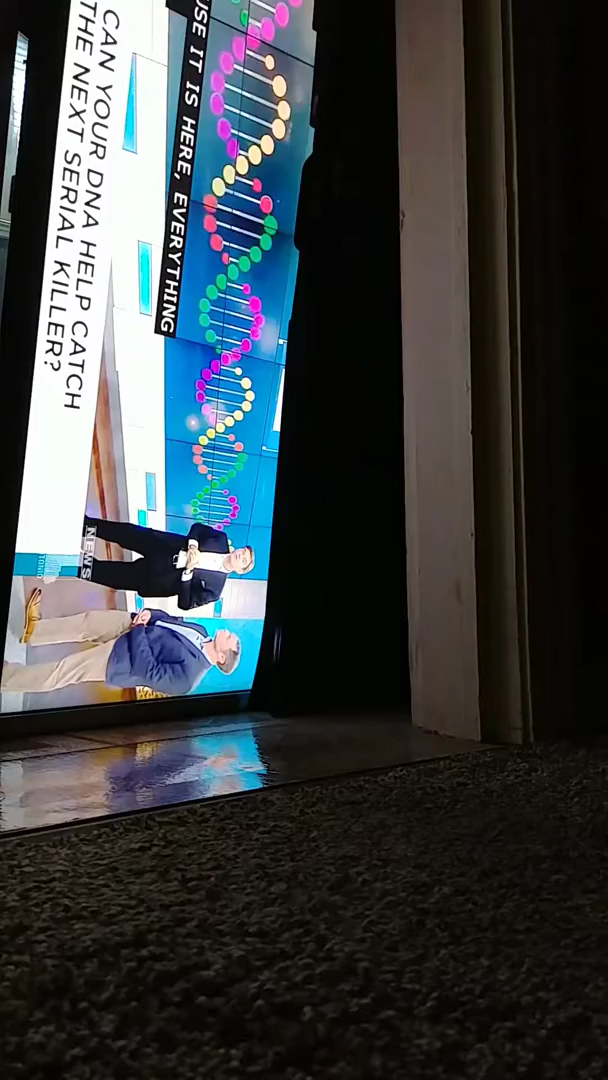 USE IT IS HERE, EVERYTHING
CAN YOUR DNA HELP CATCH
THE NEXT SERIAL KILLER?
NEWS